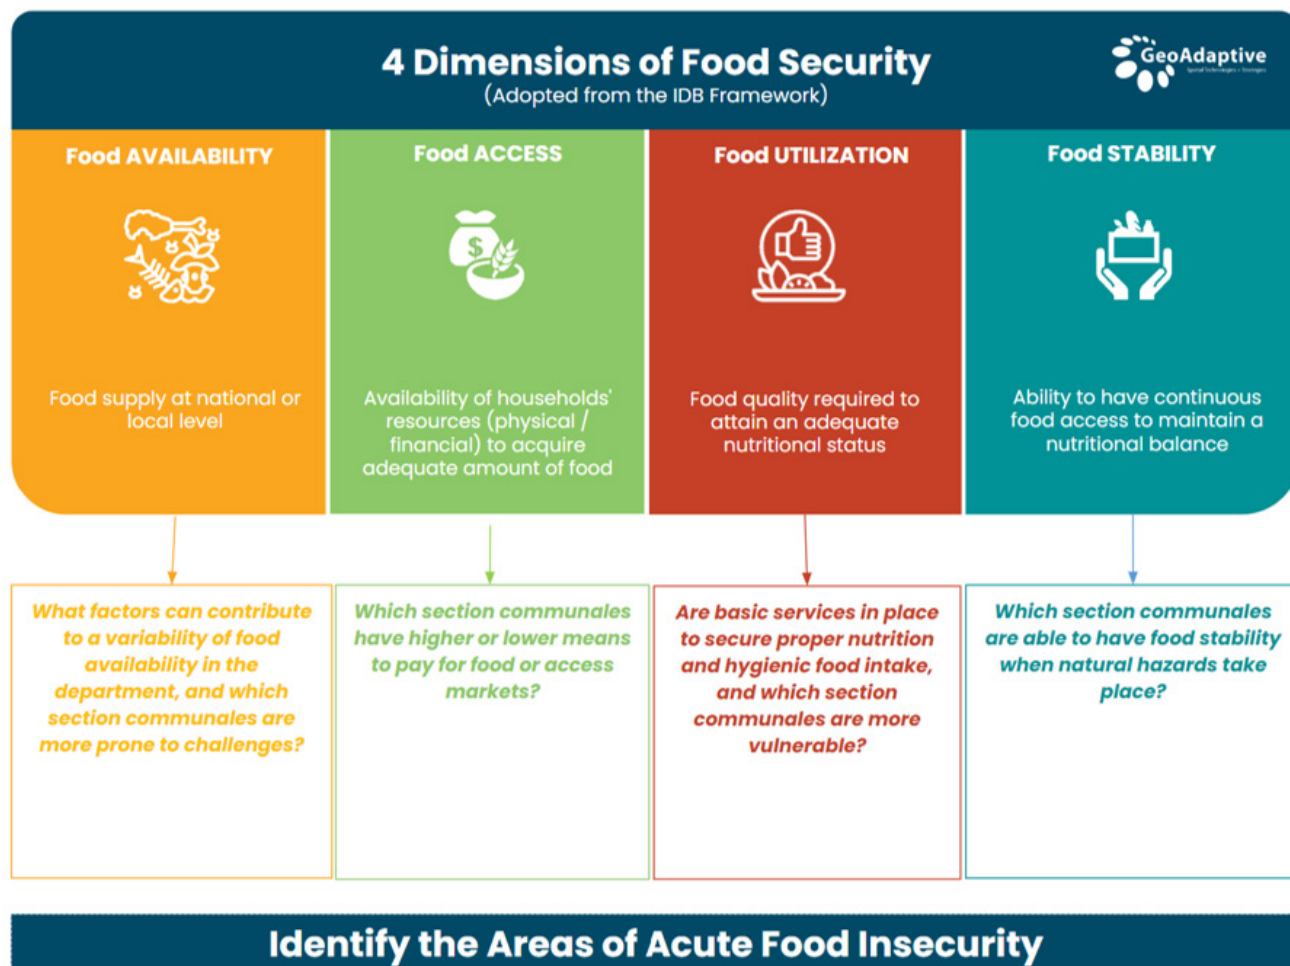 4 Dimensions of Food Security
(Adopted from the IDB Framework)
GeoAdaptive
Spatial Technologies + Strategies
Food AVAILABILITY
Food supply at national or
local level
Food ACCESS
$
Availability of households'
resources (physical /
financial) to acquire
adequate amount of food
Food UTILIZATION
Food quality required to
attain an adequate
nutritional status
Food STABILITY
Ability to have continuous
food access to maintain a
nutritional balance
What factors can contribute
to a variability of food
availability in the
department, and which
section communales are
more prone to challenges?
Which section communales
have higher or lower means
to pay for food or access
markets?
Are basic services in place
to secure proper nutrition
and hygienic food intake,
and which section
communales are more
vulnerable?
Which section communales
are able to have food stability
when natural hazards take
place?
Identify the Areas of Acute Food Insecurity